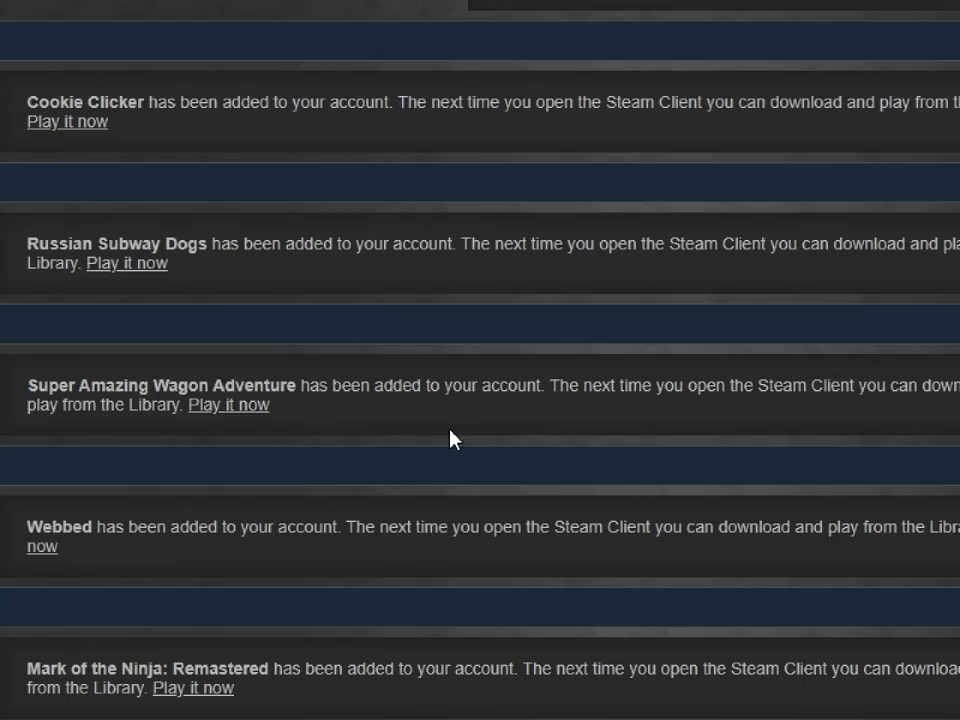 Cookie Clicker has been added to your account. The next time you open the Steam Client you can download and play from
Play it now
Russian Subway Dogs has been added to your account. The next time you open the Steam Client you can download and
Library. Play it now
Super Amazing Wagon Adventure has been added to your account. The next time you open the Steam Client you can
play from the Library. Play it now
Webbed has been added to your account. The next time you open the Steam Client you can download and play from the
now
Mark of the Ninja: Remastered has been added to your account. The next time you open the Steam Client you can
from the Library. Play it now